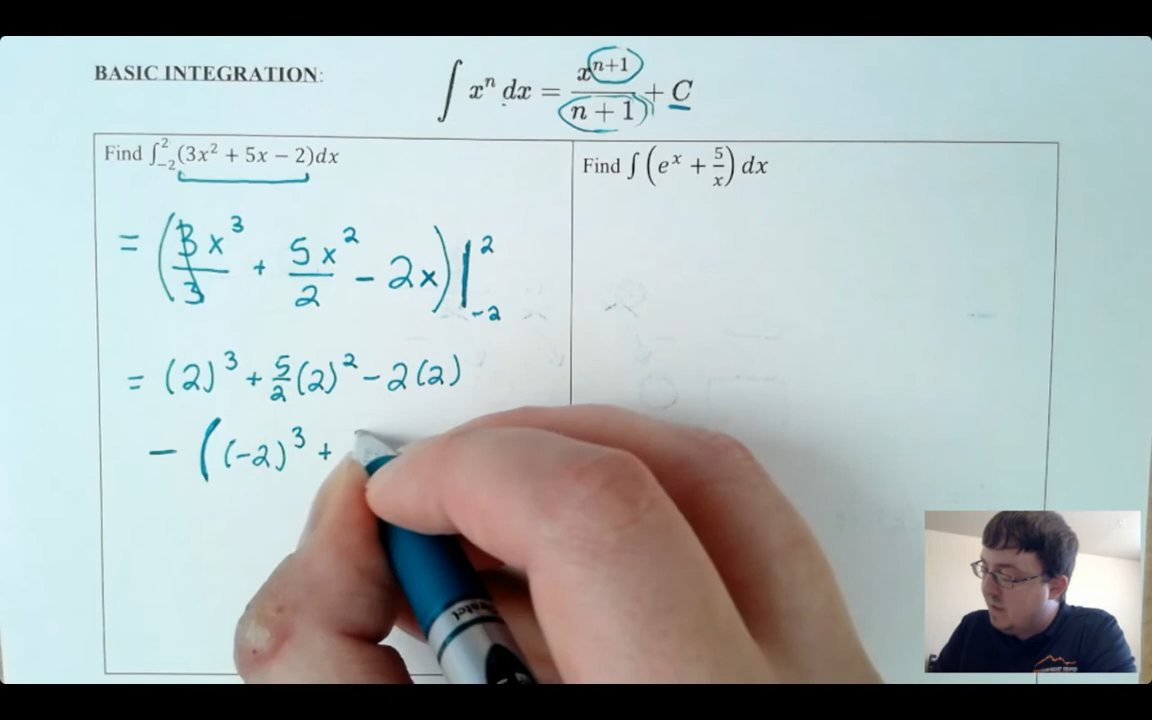 BASIC INTEGRATION:
∫ xⁿ dx = xⁿ⁺¹ / (n + 1) + C
Find ∫₋₂² (3x² + 5x − 2)dx
= (3x³/3 + 5x²/2 − 2x) |₋₂²
= (2)³ + 5/2 (2)² − 2(2)
− ((-2)³ +
Find ∫ (eˣ + 5/x) dx